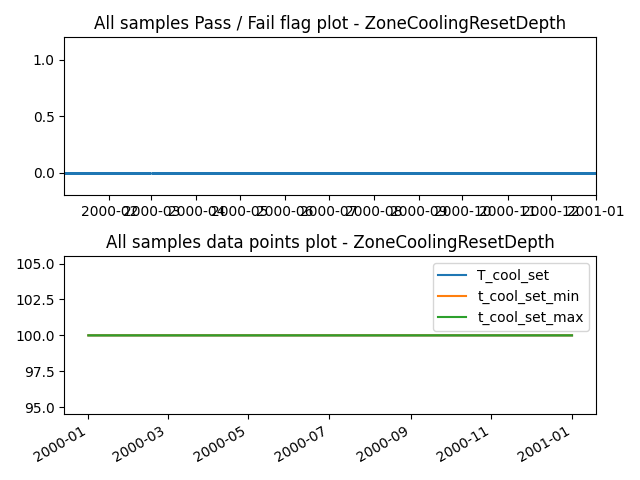 All samples Pass / Fail flag plot - ZoneCoolingResetDepth
1.0
0.5
0.0
2000-02 2000-03 2000-04 2000-05 2000-06 2000-07 2000-08 2000-09 2000-10 2000-11 2000-12 2001-01
All samples data points plot - ZoneCoolingResetDepth
105.0
102.5
100.0
97.5
95.0
T_cool_set
t_cool_set_min
t_cool_set_max
2000-01 2000-03 2000-05 2000-07 2000-09 2000-11 2001-01